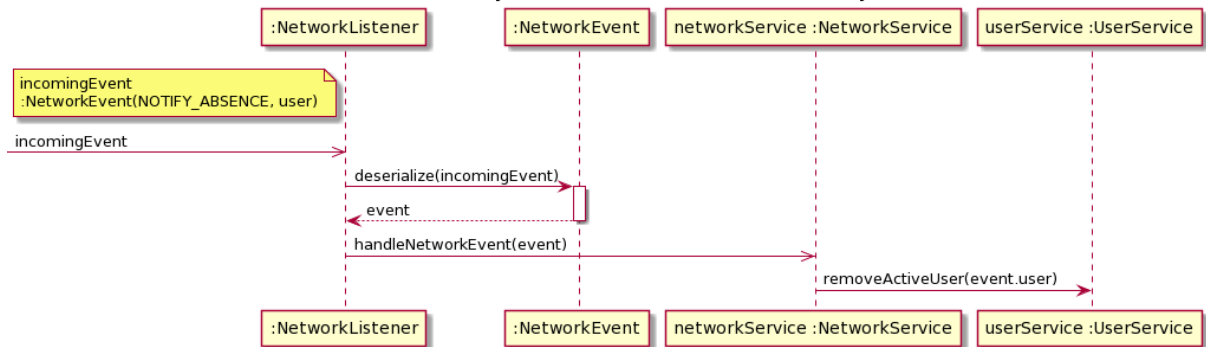 :NetworkListener
:NetworkEvent
networkService :NetworkService
userService :UserService
incomingEvent
:NetworkEvent(NOTIFY_ABSENCE, user)
incomingEvent
deserialize(incomingEvent)
event
handleNetworkEvent(event)
removeActiveUser(event.user)
:NetworkListener
:NetworkEvent
networkService :NetworkService
userService :UserService